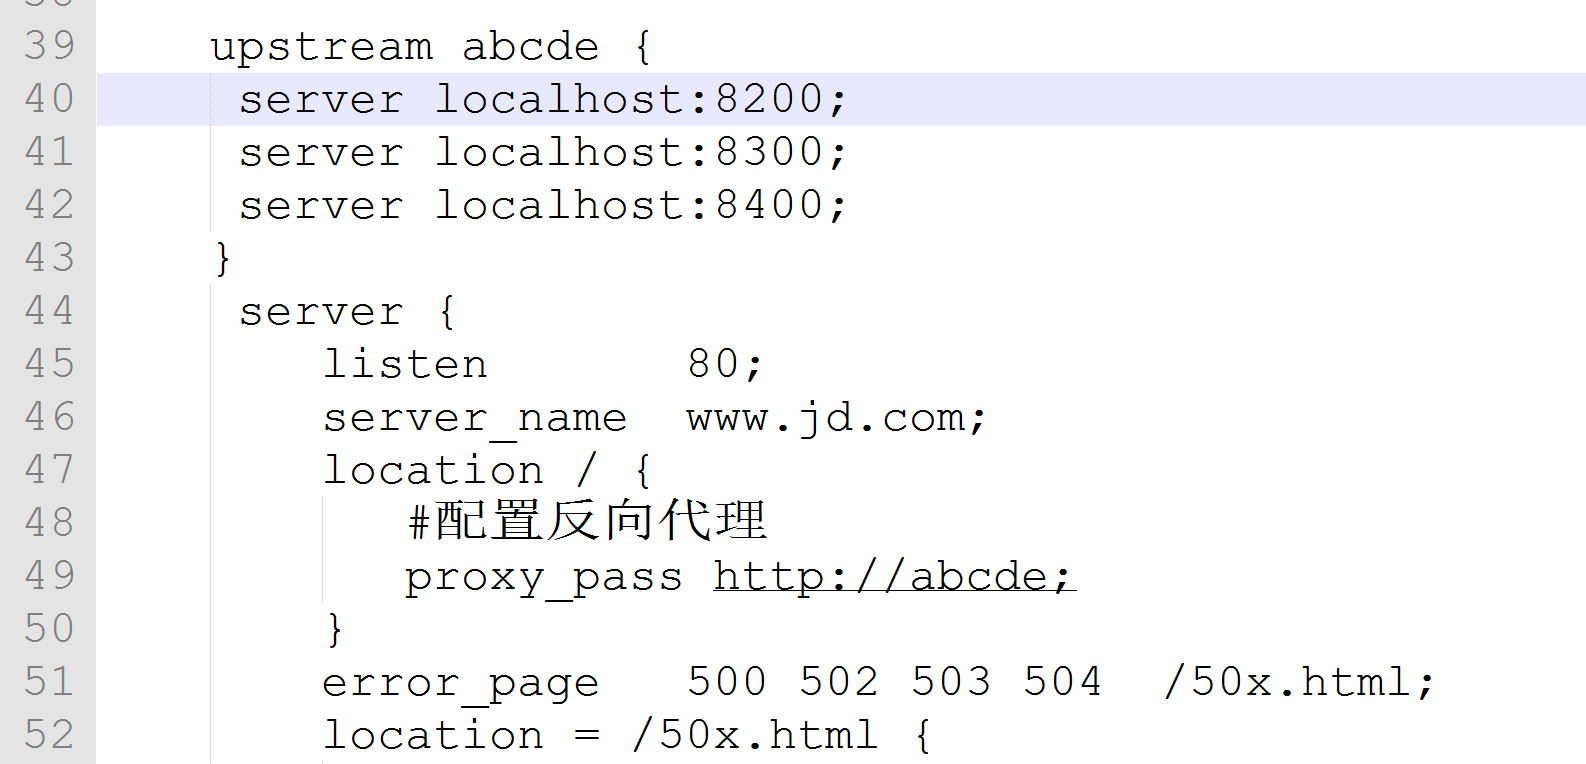 39 upstream abcde {
40 server localhost:8200;
41 server localhost:8300;
42 server localhost:8400;
43 }
44 server {
45 listen 80;
46 server_name www.jd.com;
47 location / {
48 #配置反向代理
49 proxy_pass http://abcde;
50 }
51 error_page 500 502 503 504 /50x.html;
52 location = /50x.html {